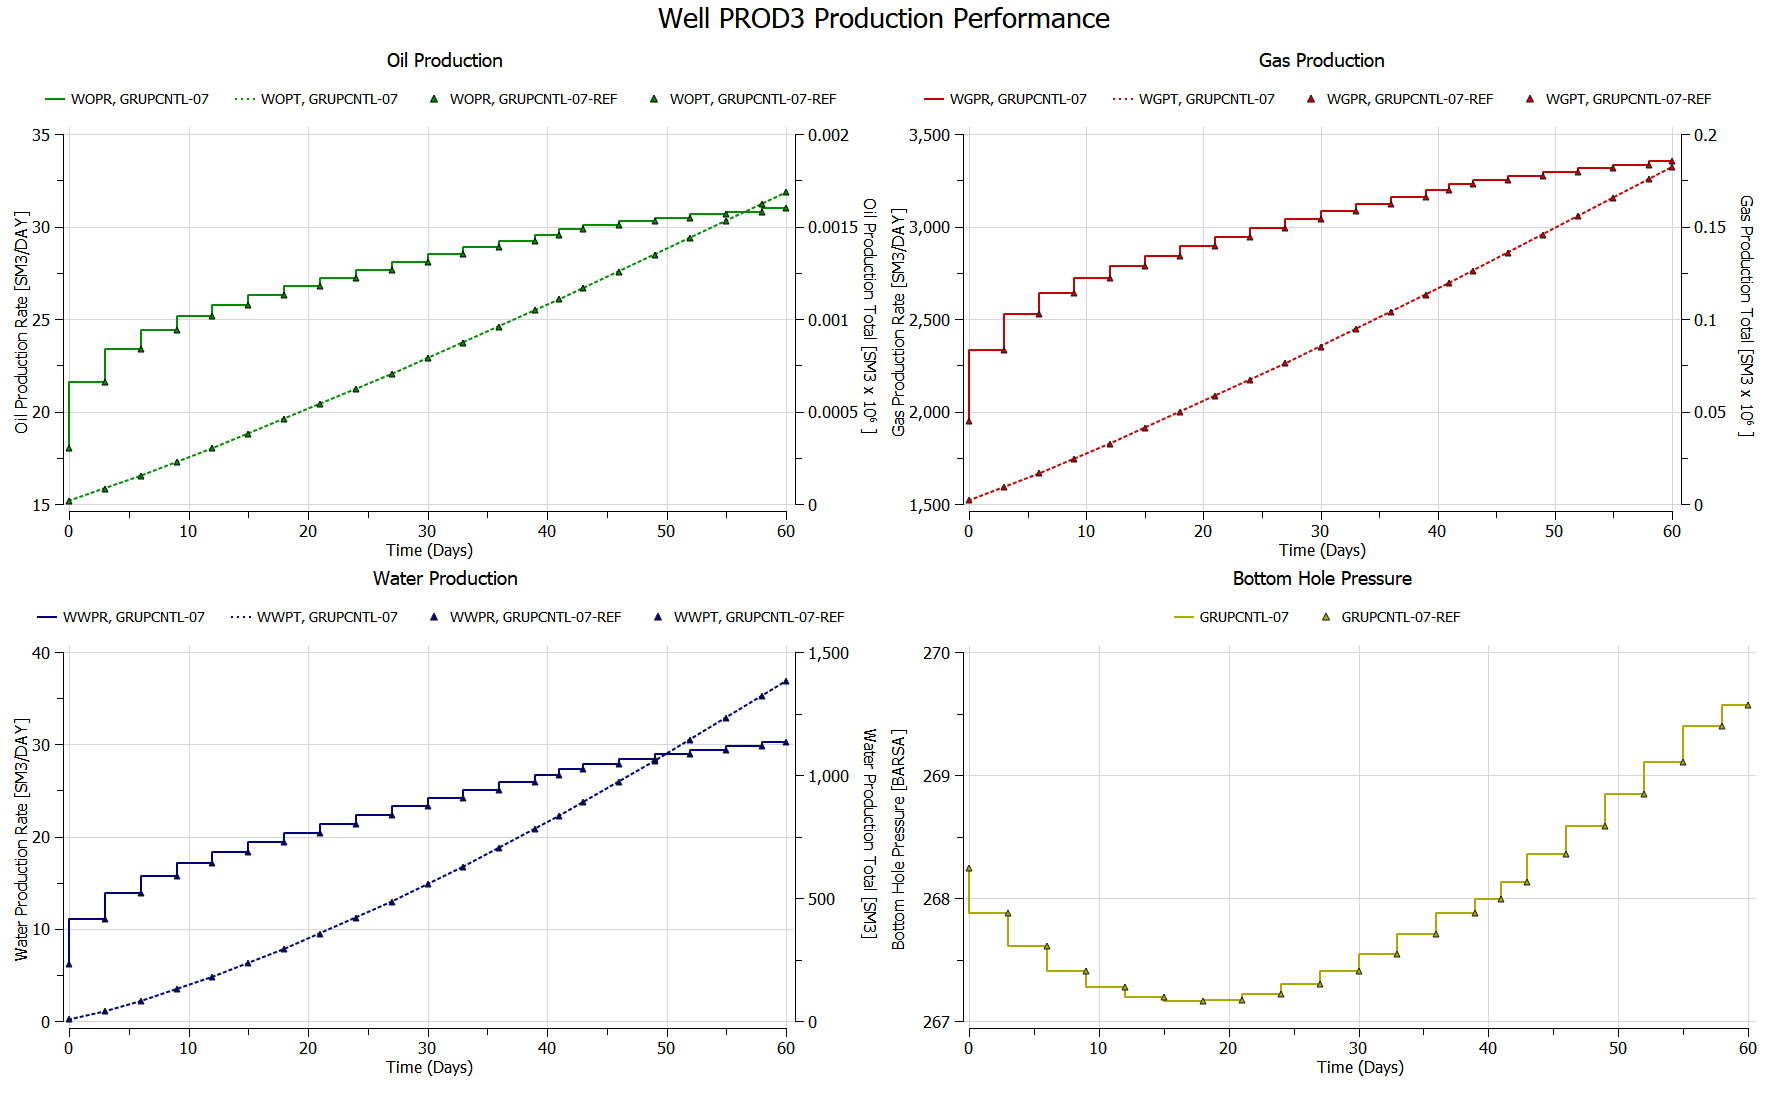 Well PROD3 Production Performance
Oil Production
WOPR, GRUPCNTL-07 WOPT, GRUPCNTL-07 WOPR, GRUPCNTL-07-REF WOPT, GRUPCNTL-07-REF
35
30
25
20
15
Oil Production Rate [SM3/DAY]
0.002
0.0015
0.001
0.0005
0
Oil Production Total [SM3 x 10⁶ ]
0 10 20 30 40 50 60
Time (Days)
Gas Production
WGPR, GRUPCNTL-07 WGPT, GRUPCNTL-07 WGPR, GRUPCNTL-07-REF WGPT, GRUPCNTL-07-REF
3,500
3,000
2,500
2,000
1,500
Gas Production Rate [SM3/DAY]
0.2
0.15
0.1
0.05
0
Gas Production Total [SM3 x 10⁶ ]
0 10 20 30 40 50 60
Time (Days)
Water Production
WWPR, GRUPCNTL-07 WWPT, GRUPCNTL-07 WWPR, GRUPCNTL-07-REF WWPT, GRUPCNTL-07-REF
40
30
20
10
0
Water Production Rate [SM3/DAY]
1,500
1,000
500
0
Water Production Total [SM3]
0 10 20 30 40 50 60
Time (Days)
Bottom Hole Pressure
GRUPCNTL-07 GRUPCNTL-07-REF
270
269
268
267
Bottom Hole Pressure [BARSA]
0 10 20 30 40 50 60
Time (Days)